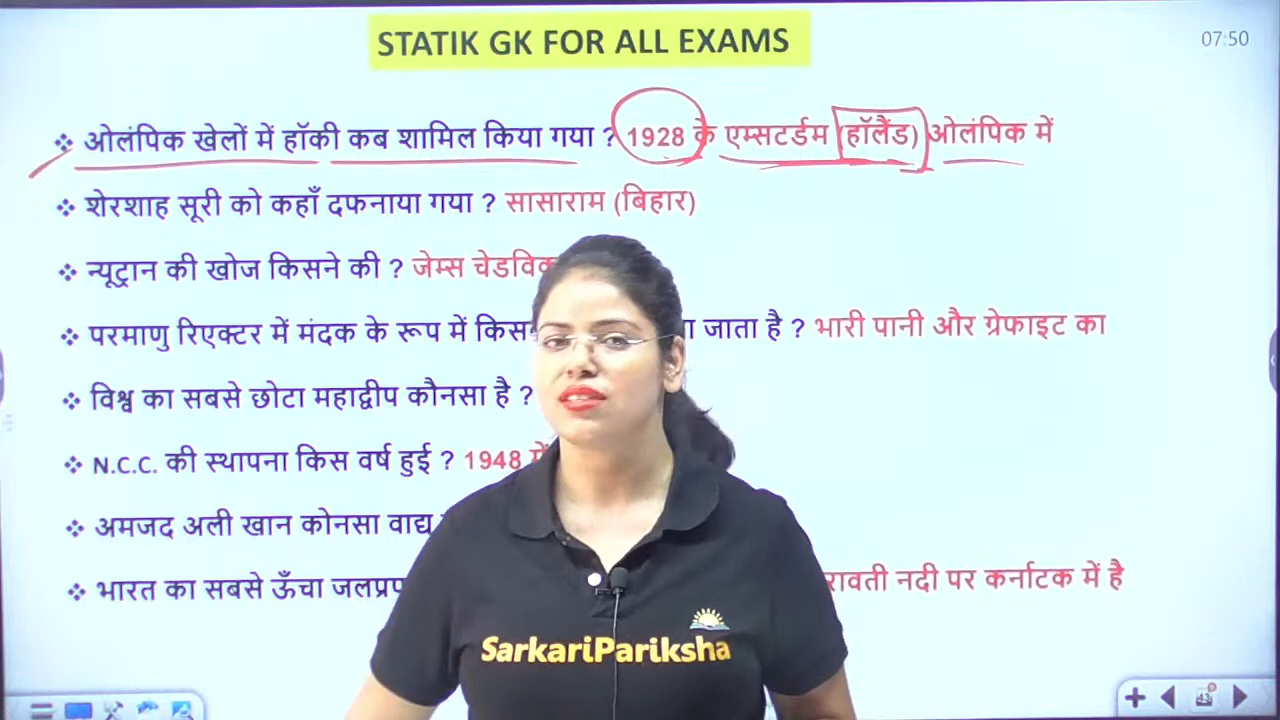 STATIK GK FOR ALL EXAMS
07:50
ओलंपिक खेलों में हॉकी कब शामिल किया गया ? 1928 के एम्सटर्डम (हॉलैंड) ओलंपिक में
शेरशाह सूरी को कहाँ दफनाया गया ? सासाराम (बिहार)
न्यूट्रान की खोज किसने की ? जेम्स चेडविक
परमाणु रिएक्टर में मंदक के रूप में जाता है ? भारी पानी और ग्रेफाइट का
विश्व का सबसे छोटा महाद्वीप कौनसा है ?
N.C.C. की स्थापना किस वर्ष हुई ? 1948 में
अमजद अली खान कोनसा वाद्य
भारत का सबसे ऊँचा नदी पर कर्नाटक में है
SarkariPariksha
43